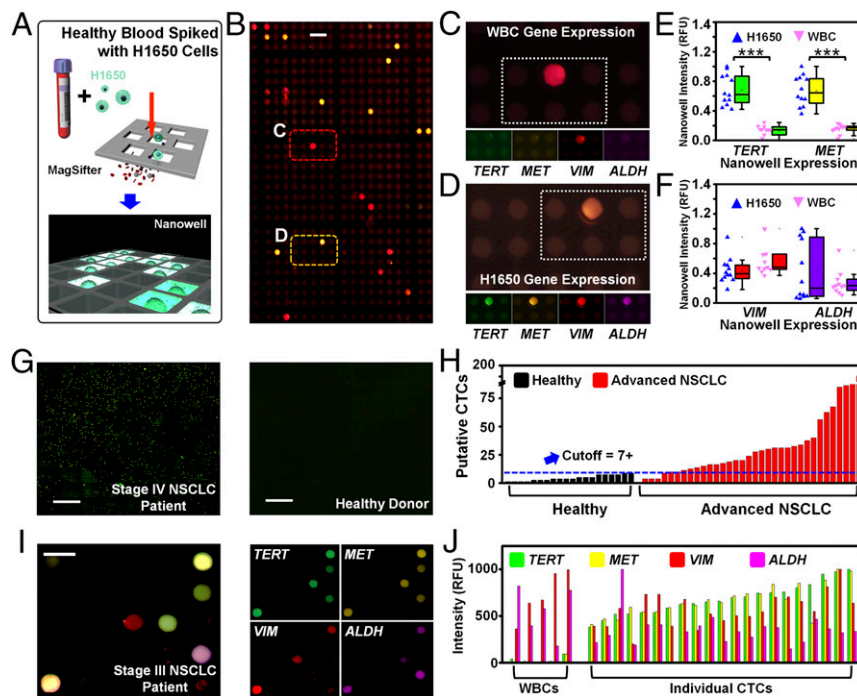 A
Healthy Blood Spiked
with H1650 Cells
H1650
+
MagSifter
Nanowell
B
C
D
C
WBC Gene Expression
TERT MET VIM ALDH
D
H1650 Gene Expression
TERT MET VIM ALDH
E
Nanowell Intensity (RFU)
1.4
1.2
0.8
0.4
0.0
H1650 WBC
*** ***
TERT MET
Nanowell Expression
F
Nanowell Intensity (RFU)
1.4
1.2
0.8
0.4
0.0
H1650 WBC
VIM ALDH
Nanowell Expression
G
Stage IV NSCLC
Patient
Healthy Donor
H
Putative CTCs
200
75
50
25
0
Healthy Advanced NSCLC
Cutoff = 7+
Healthy Advanced NSCLC
I
Stage III NSCLC
Patient
TERT MET
VIM ALDH
J
Intensity (RFU)
1000
500
0
TERT MET VIM ALDH
WBCs Individual CTCs